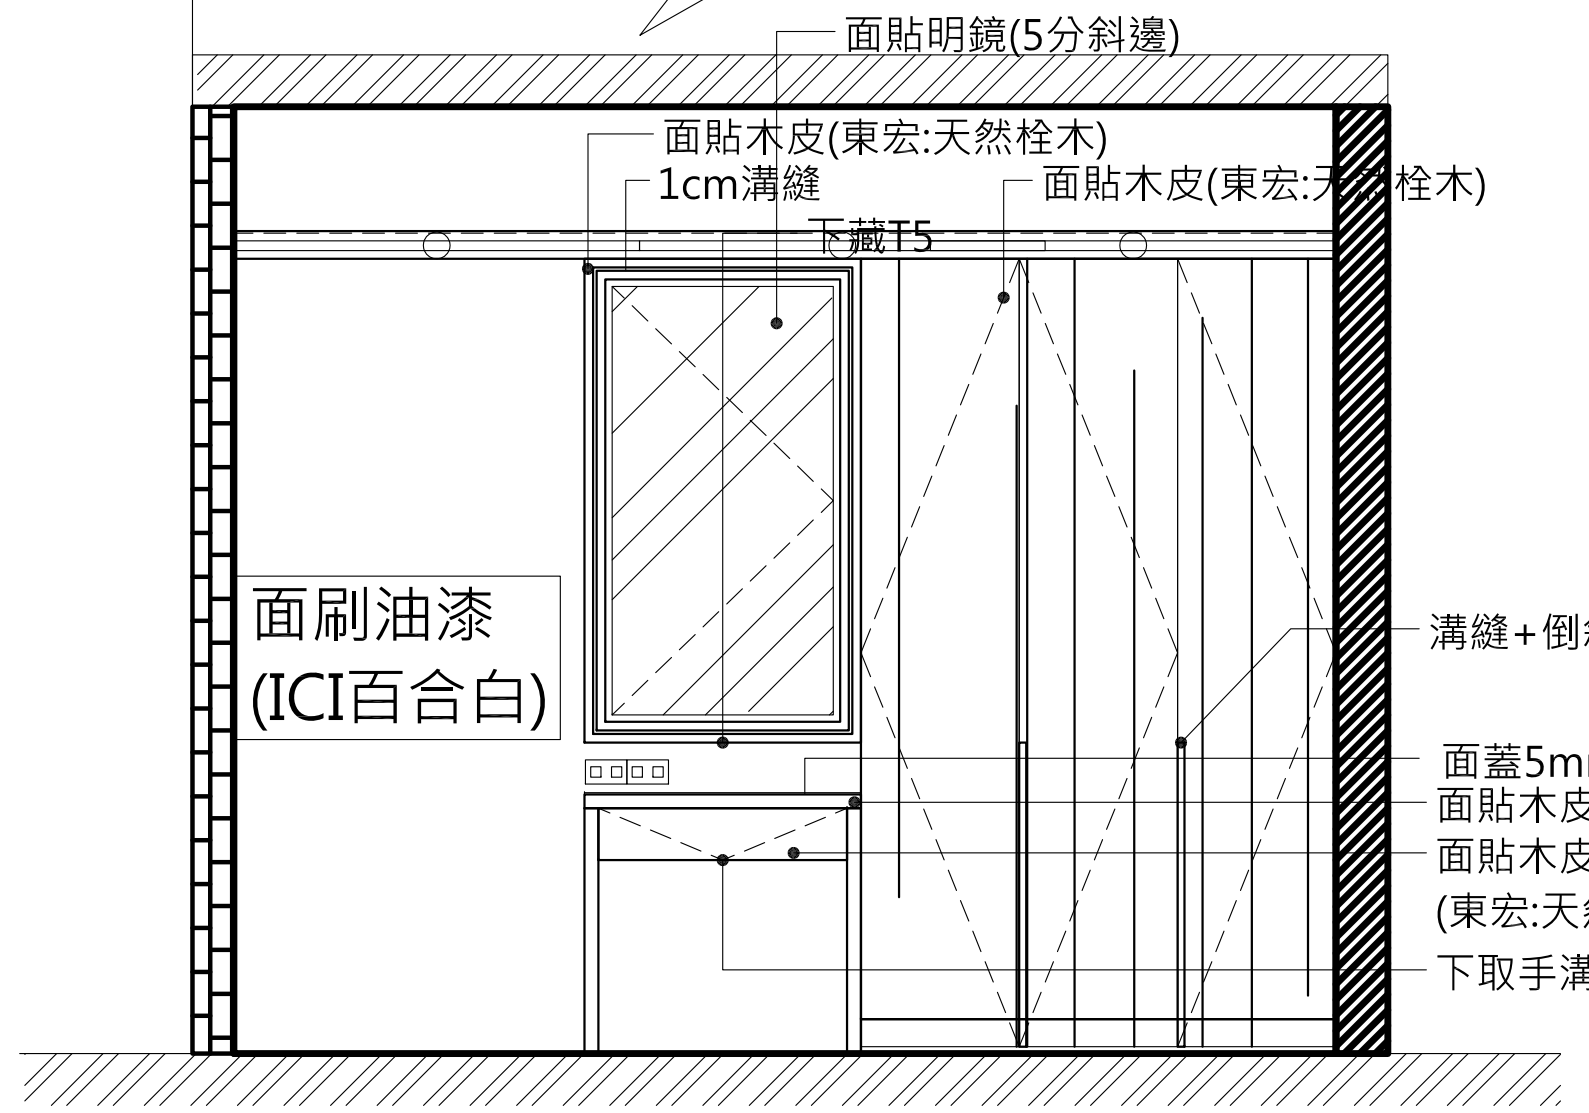 面貼明鏡(5分斜邊)
面貼木皮(東宏:天然栓木)
1cm溝縫
面貼木皮(東宏:天然栓木)
下藏T5
面刷油漆
(ICI百合白)
溝縫+倒
面蓋5m
面貼木皮
面貼木皮
(東宏:天
下取手溝